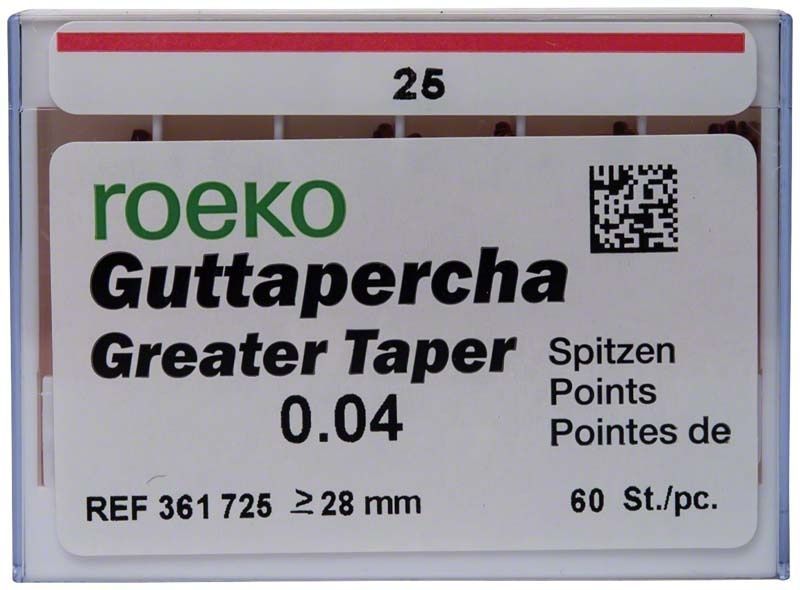 25
roeko
Guttapercha
Greater Taper
0.04
Spitzen
Points
Pointes de
REF 361 725 ≥ 28 mm
60 St./pc.